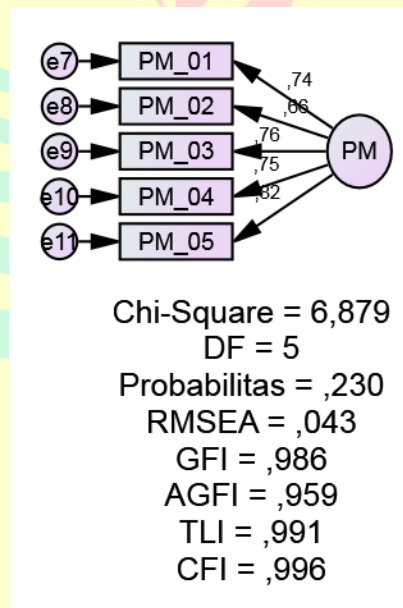 e7 PM_01 ,74
e8 PM_02 ,66
e9 PM_03 ,76 PM
e10 PM_04 ,75
e11 PM_05 ,82
Chi-Square = 6,879
DF = 5
Probabilitas = ,230
RMSEA = ,043
GFI = ,986
AGFI = ,959
TLI = ,991
CFI = ,996